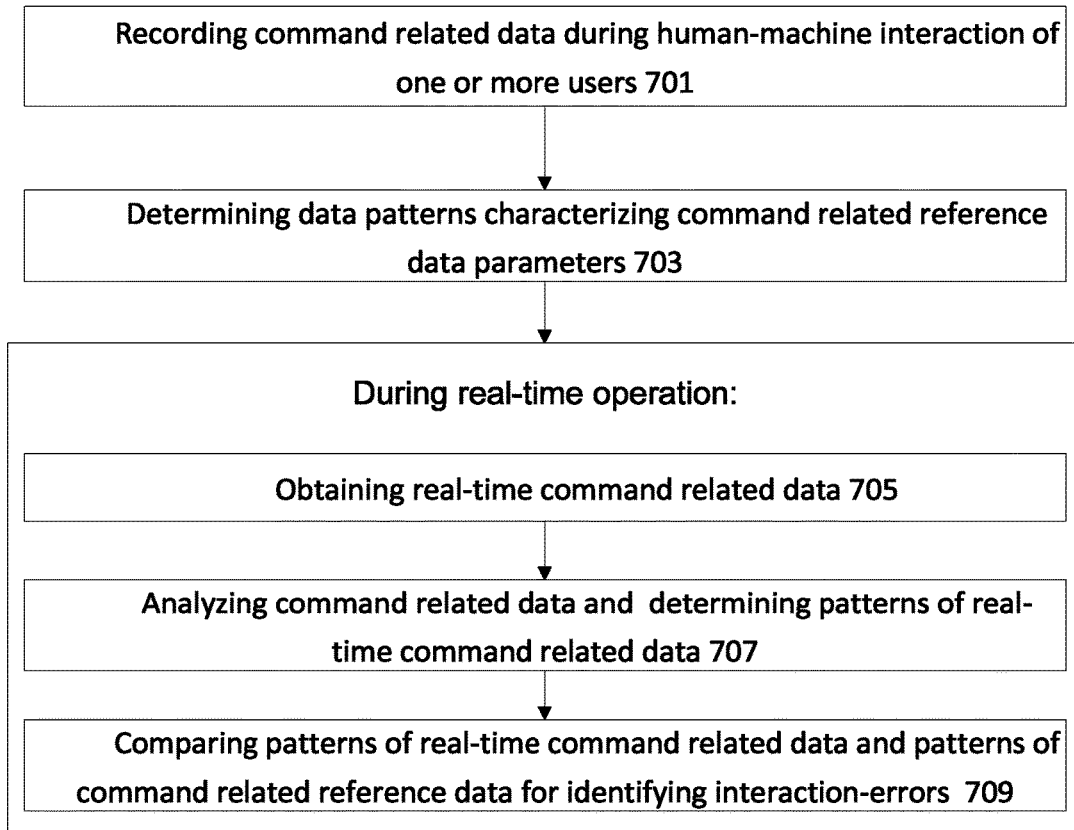 Recording command related data during human-machine interaction of
one or more users 701
Determining data patterns characterizing command related reference
data parameters 703
During real-time operation:
Obtaining real-time command related data 705
Analyzing command related data and determining patterns of real-
time command related data 707
Comparing patterns of real-time command related data and patterns of
command related reference data for identifying interaction-errors 709